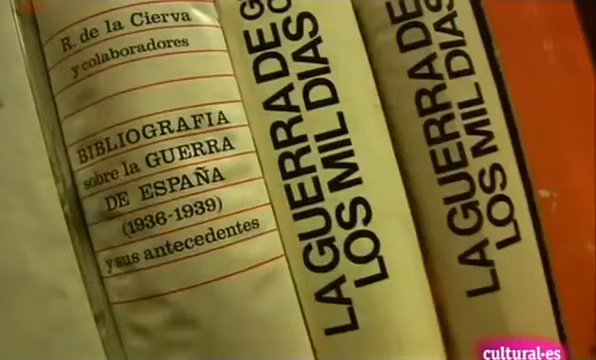 R. de la Cierva
y colaboradores
BIBLIOGRAFIA
sobre la GUERRA
DE ESPAÑA
(1936-1939)
y sus antecedentes
LA GUERRA DE
LOS MIL DIAS
LA GUERRA DE
LOS MIL DIAS
cultural·es